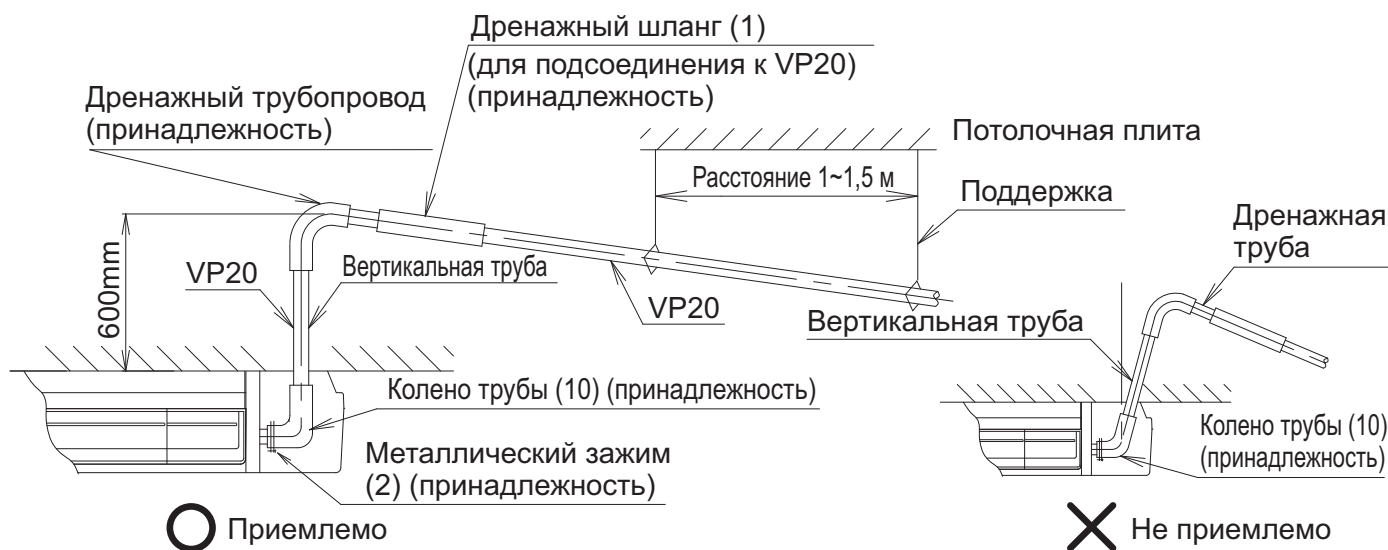 Дренажный шланг (1)
(для подсоединения к VP20)
(принадлежность)
Дренажный трубопровод
(принадлежность)
Потолочная плита
Расстояние 1~1,5 м
Поддержка
600mm
VP20
Вертикальная труба
VP20
Колено трубы (10) (принадлежность)
Металлический зажим
(2) (принадлежность)
Приемлемо
Дренажная
труба
Вертикальная труба
Колено трубы (10)
(принадлежность)
Не приемлемо